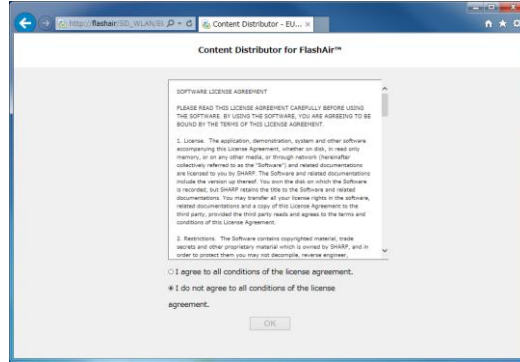 http://flashair/SD_WLAN/EL
Content Distributor - EU...
Content Distributor for FlashAir™
SOFTWARE LICENSE AGREEMENT
PLEASE READ THIS LICENSE AGREEMENT CAREFULLY BEFORE USING
THE SOFTWARE. BY USING THE SOFTWARE, YOU ARE AGREEING TO BE
BOUND BY THE TERMS OF THIS LICENSE AGREEMENT.
1. License. The application, demonstration, system and other software
accompanying this License Agreement, whether on disk, in read only
memory, or on any other media, or through network (hereinafter
collectively referred to as the "Software") and related documentations
are licensed to you by SHARP. The Software and related documentations
include the version up thereof. You own the disk on which the Software
is recorded, but SHARP retains the title to the Software and related
documentations. You may transfer all your license rights in the software,
related documentations and a copy of this License Agreement to the
third party, provided the third party reads and agrees to the terms and
conditions of this License Agreement.
2. Restrictions. The Software contains copyrighted material, trade
secrets and other proprietary material which is owned by SHARP, and in
order to protect them you may not decompile, reverse engineer,
I agree to all conditions of the license agreement.
I do not agree to all conditions of the license
agreement.
OK